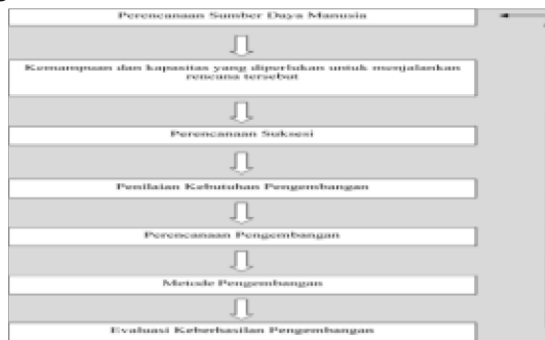 Perencanaan Sumber Daya Manusia
Kemampuan dan kapasitas yang diperlukan untuk menjalankan
rencana tersebut
Perencanaan Suksesi
Penilaian Kebutuhan Pengembangan
Perencanaan Pengembangan
Metode Pengembangan
Evaluasi Keberhasilan Pengembangan